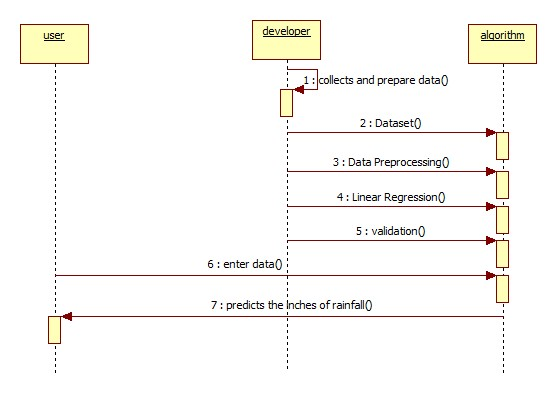 user
developer
algorithm
1 : collects and prepare data()
2 : Dataset()
3 : Data Preprocessing()
4 : Linear Regression()
5 : validation()
6 : enter data()
7 : predicts the inches of rainfall()